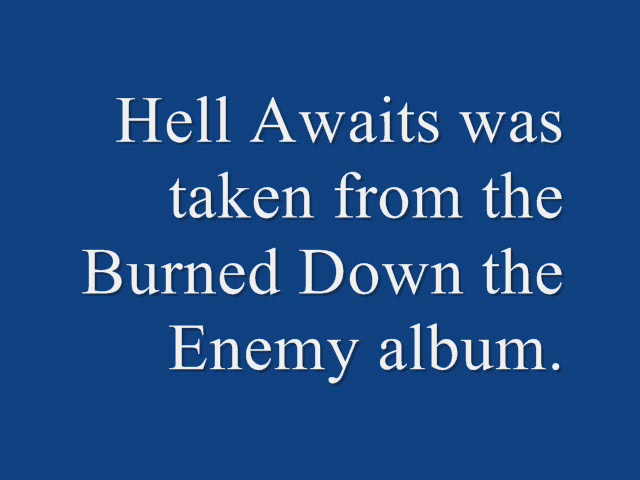 Hell Awaits was
taken from the
Burned Down the
Enemy album.